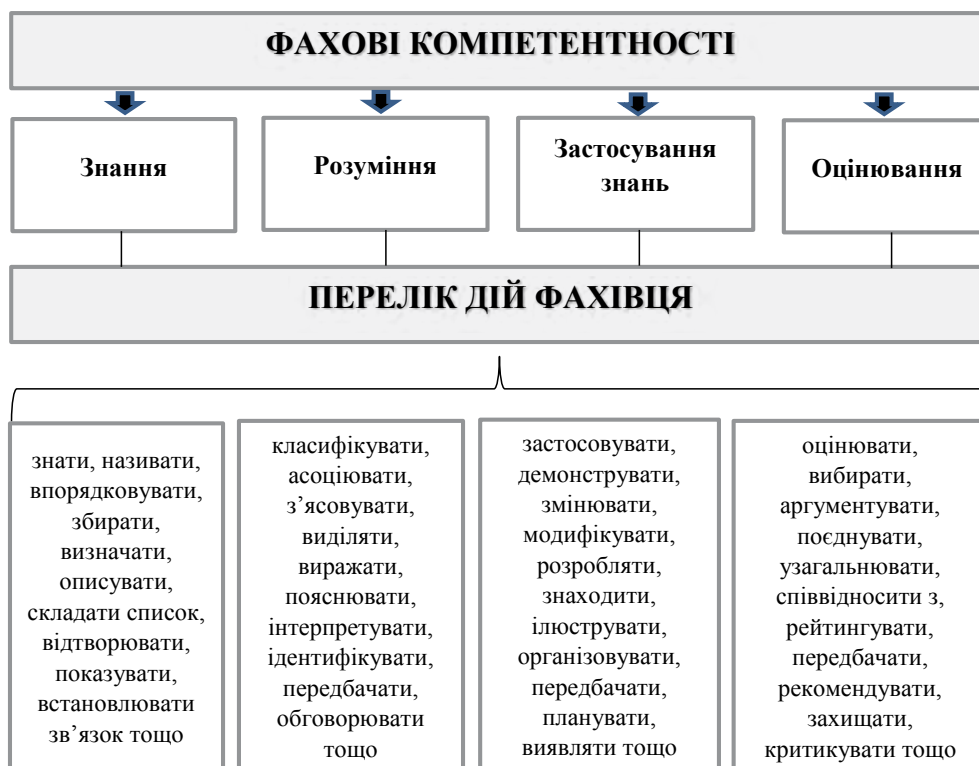 ФАХОВІ КОМПЕТЕНТНОСТІ
Знання
Розуміння
Застосування
знань
Оцінювання
ПЕРЕЛІК ДІЙ ФАХІВЦЯ
знати, називати,
впорядковувати,
збирати,
визначати,
описувати,
складати список,
відтворювати,
показувати,
встановлювати
зв’язок тощо
класифікувати,
асоціювати,
з’ясовувати,
виділяти,
виражати,
пояснювати,
інтерпретувати,
ідентифікувати,
передбачати,
обговорювати
тощо
застосовувати,
демонструвати,
змінювати,
модифікувати,
розробляти,
знаходити,
ілюструвати,
організовувати,
передбачати,
планувати,
виявляти тощо
оцінювати,
вибирати,
аргументувати,
поєднувати,
узагальнювати,
співвідносити з,
рейтингувати,
передбачати,
рекомендувати,
захищати,
критикувати тощо